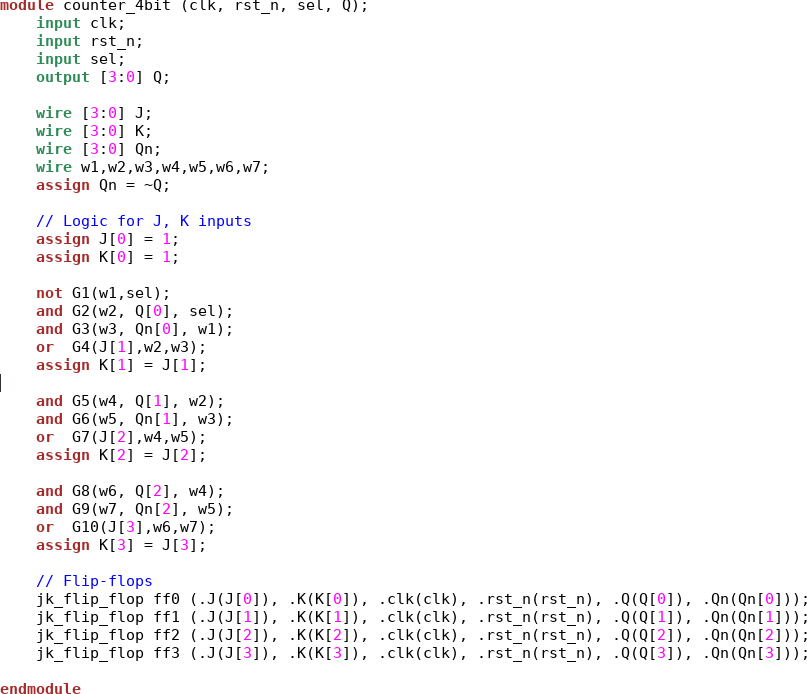 module counter_4bit (clk, rst_n, sel, Q);
    input clk;
    input rst_n;
    input sel;
    output [3:0] Q;

    wire [3:0] J;
    wire [3:0] K;
    wire [3:0] Qn;
    wire w1,w2,w3,w4,w5,w6,w7;
    assign Qn = ~Q;

    // Logic for J, K inputs
    assign J[0] = 1;
    assign K[0] = 1;

    not G1(w1,sel);
    and G2(w2, Q[0], sel);
    and G3(w3, Qn[0], w1);
    or  G4(J[1],w2,w3);
    assign K[1] = J[1];

    and G5(w4, Q[1], w2);
    and G6(w5, Qn[1], w3);
    or  G7(J[2],w4,w5);
    assign K[2] = J[2];

    and G8(w6, Q[2], w4);
    and G9(w7, Qn[2], w5);
    or  G10(J[3],w6,w7);
    assign K[3] = J[3];

    // Flip-flops
    jk_flip_flop ff0 (.J(J[0]), .K(K[0]), .clk(clk), .rst_n(rst_n), .Q(Q[0]), .Qn(Qn[0]));
    jk_flip_flop ff1 (.J(J[1]), .K(K[1]), .clk(clk), .rst_n(rst_n), .Q(Q[1]), .Qn(Qn[1]));
    jk_flip_flop ff2 (.J(J[2]), .K(K[2]), .clk(clk), .rst_n(rst_n), .Q(Q[2]), .Qn(Qn[2]));
    jk_flip_flop ff3 (.J(J[3]), .K(K[3]), .clk(clk), .rst_n(rst_n), .Q(Q[3]), .Qn(Qn[3]));

endmodule